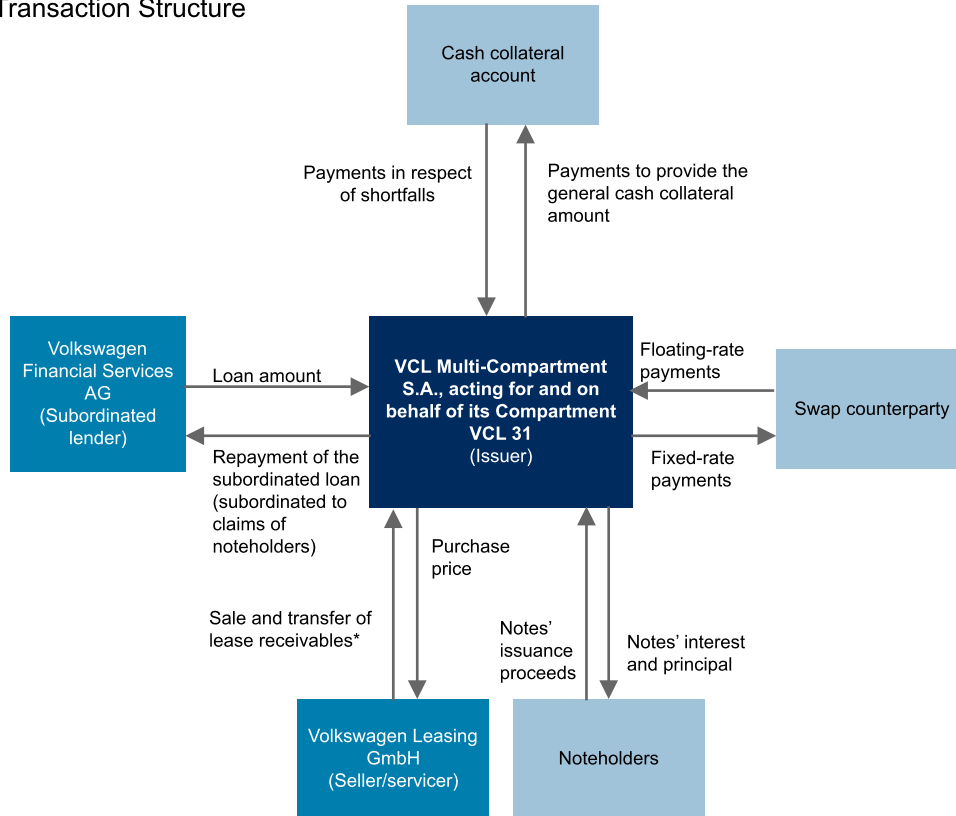 Transaction Structure
Cash collateral
account
Payments in respect
of shortfalls
Payments to provide the
general cash collateral
amount
Volkswagen
Financial Services
AG
(Subordinated
lender)
Loan amount
Repayment of the
subordinated loan
(subordinated to
claims of
noteholders)
VCL Multi-Compartment
S.A., acting for and on
behalf of its Compartment
VCL 31
(Issuer)
Floating-rate
payments
Fixed-rate
payments
Swap counterparty
Sale and transfer of
lease receivables*
Purchase
price
Notes’
issuance
proceeds
Notes’ interest
and principal
Volkswagen Leasing
GmbH
(Seller/servicer)
Noteholders